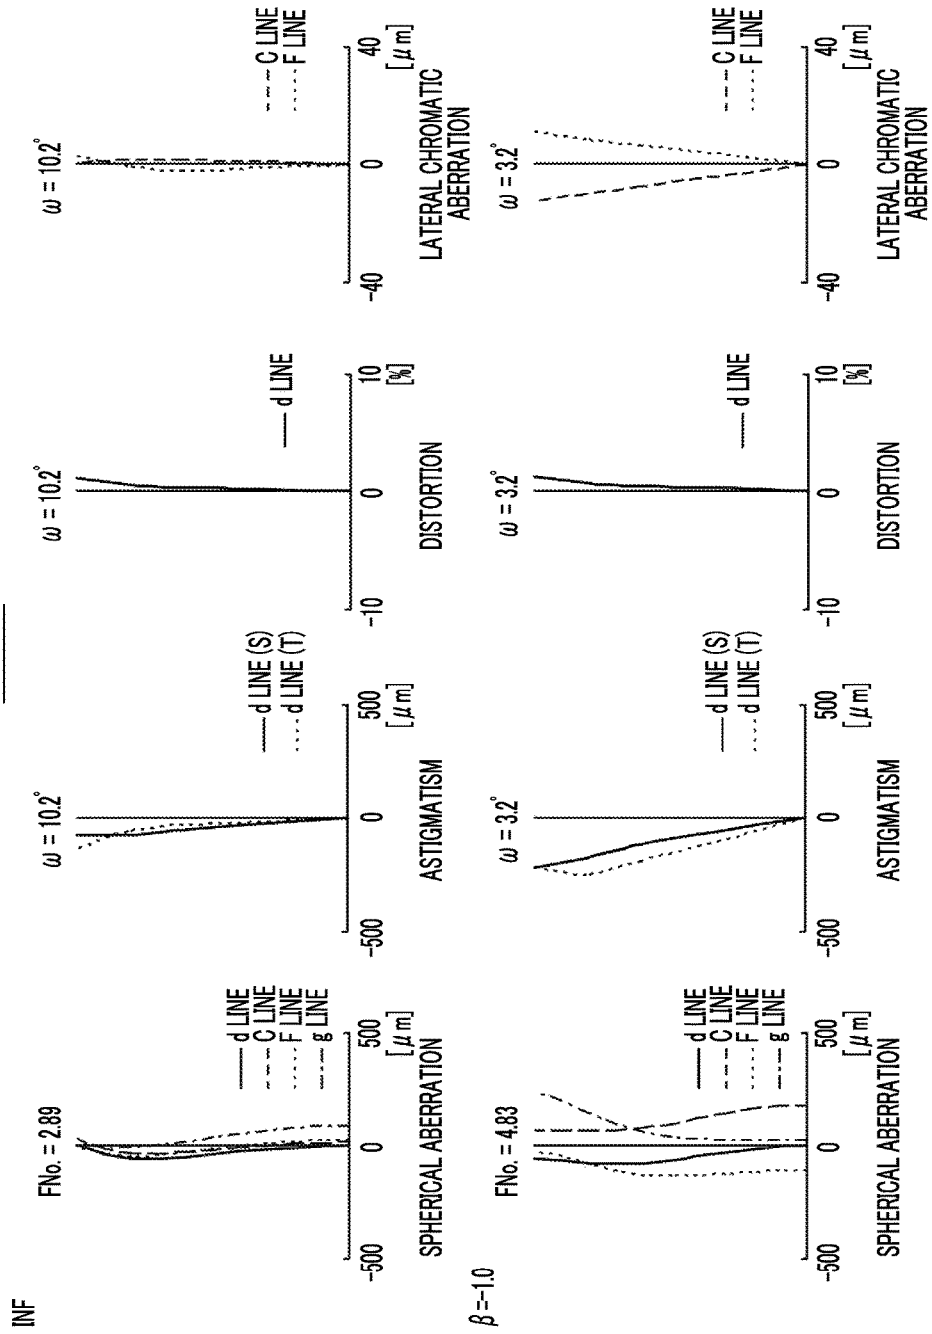 INF
FNo. = 2.89
d LINE
C LINE
F LINE
g LINE
-500
0
500
[μm]
SPHERICAL ABERRATION
ω = 10.2°
d LINE (S)
d LINE (T)
-500
0
500
[μm]
ASTIGMATISM
ω = 10.2°
d LINE
-10
0
10
[%]
DISTORTION
ω = 10.2°
C LINE
F LINE
-40
0
40
[μm]
LATERAL CHROMATIC
ABERRATION
β=-1.0
FNo. = 4.83
d LINE
C LINE
F LINE
g LINE
-500
0
500
[μm]
SPHERICAL ABERRATION
ω = 3.2°
d LINE (S)
d LINE (T)
-500
0
500
[μm]
ASTIGMATISM
ω = 3.2°
d LINE
-10
0
10
[%]
DISTORTION
ω = 3.2°
C LINE
F LINE
-40
0
40
[μm]
LATERAL CHROMATIC
ABERRATION